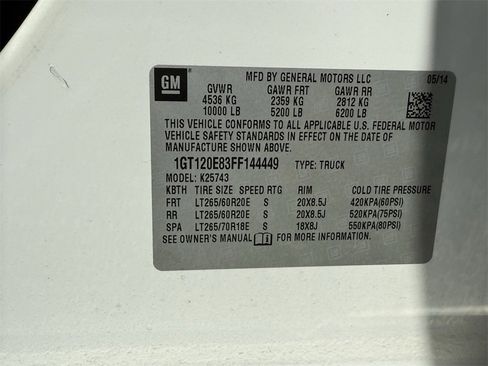 MFD BY GENERAL MOTORS LLC 05/14
GM
GVWR GAWR FRT GAWR RR
4536 KG 2359 KG 2812 KG
10000 LB 5200 LB 6200 LB
THIS VEHICLE CONFORMS TO ALL APPLICABLE U.S. FEDERAL MOTOR
VEHICLE SAFETY STANDARDS IN EFFECT ON THE DATE OF
MANUFACTURE SHOWN ABOVE.
1GT120E83FF144449 TYPE: TRUCK
MODEL: K25743
KBTH TIRE SIZE SPEED RTG RIM COLD TIRE PRESSURE
FRT LT265/60R20E S 20X8.5J 420KPA(60PSI)
RR LT265/60R20E S 20X8.5J 520KPA(75PSI)
SPA LT265/70R18E S 18X8J 550KPA(80PSI)
SEE OWNER'S MANUAL FOR MORE INFORMATION.